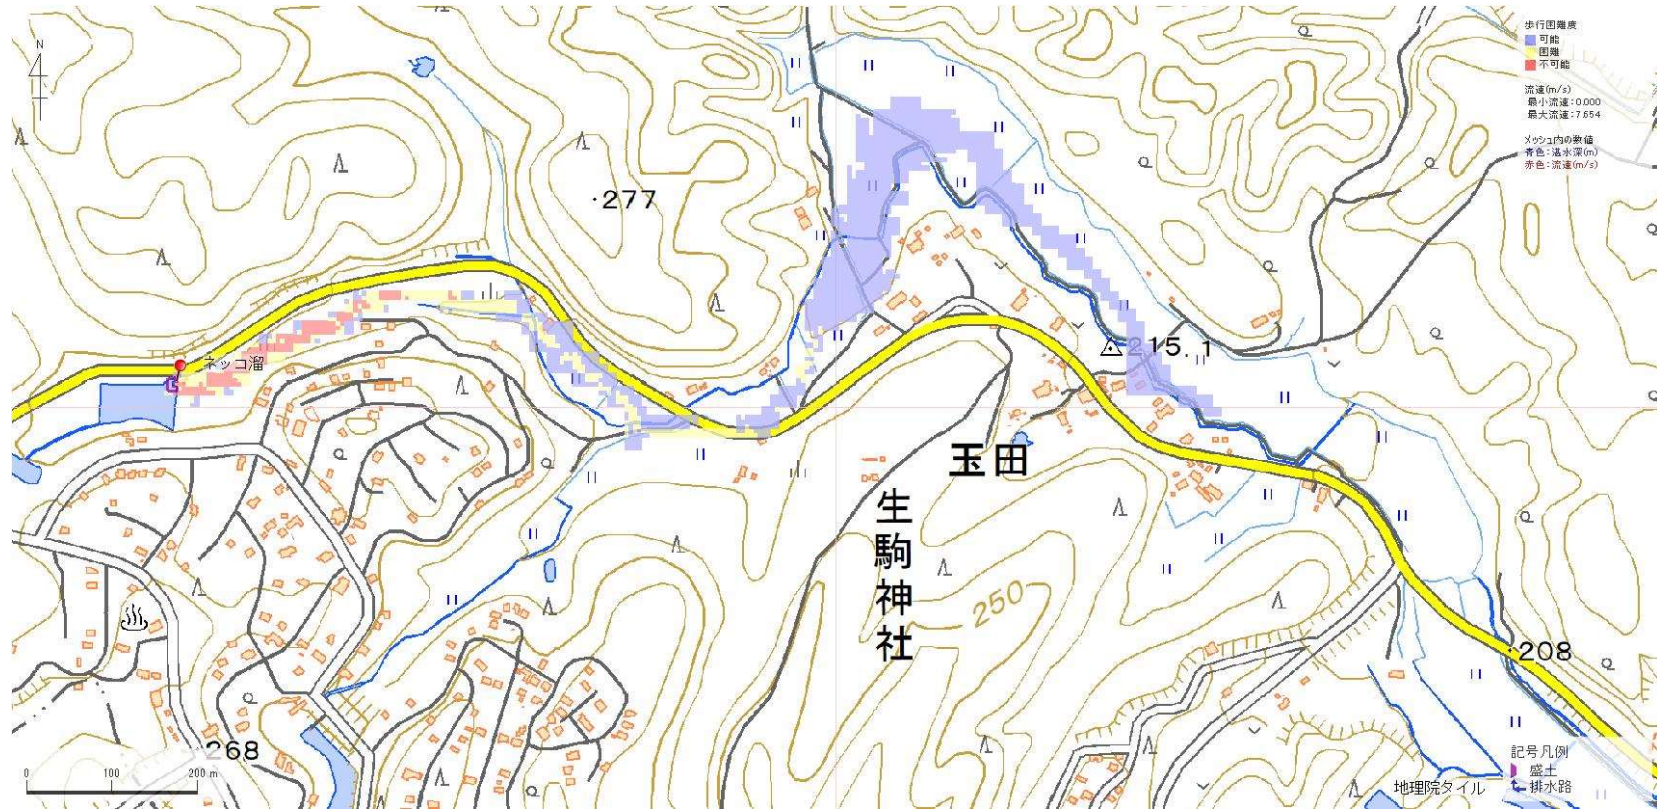 N
歩行困難度
可能
困難
不可能
流速(m/s)
最小流速:0.000
最大流速:7.654
メッシュ内の数値
青色:湛水深(m)
赤色:流速(m/s)
・277
ネッコ溜
215.1
玉田
生駒神社
250
208
268
0 100 200 m
記号凡例
盛土
排水路
地理院タイル